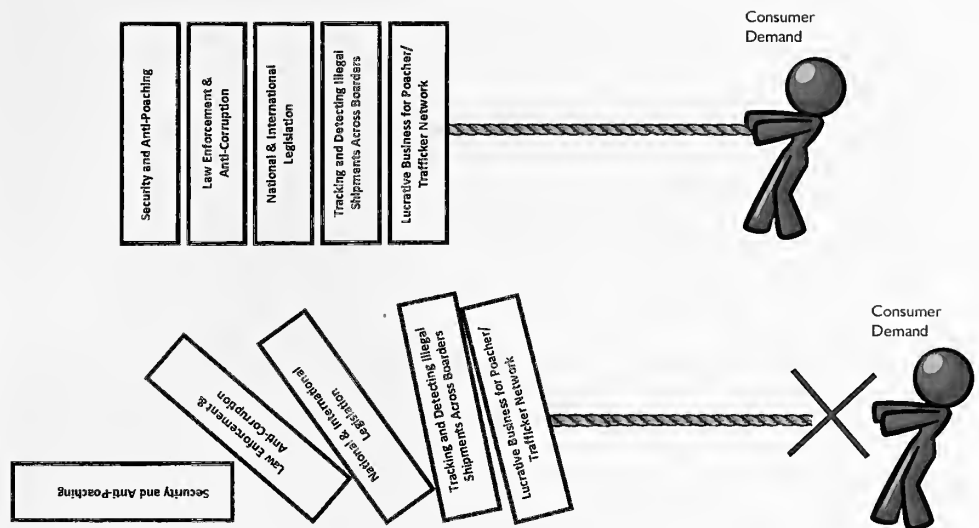 Consumer
Demand
Security and Anti-Poaching
Law Enforcement &
Anti-Corruption
National & International
Legislation
Tracking and Detecting Illegal
Shipments Across Boarders
Lucrative Business for Poacher/
Trafficker Network
Consumer
Demand
Security and Anti-Poaching
Law Enforcement &
Anti-Corruption
National & International
Legislation
Tracking and Detecting Illegal
Shipments Across Boarders
Lucrative Business for Poacher/
Trafficker Network